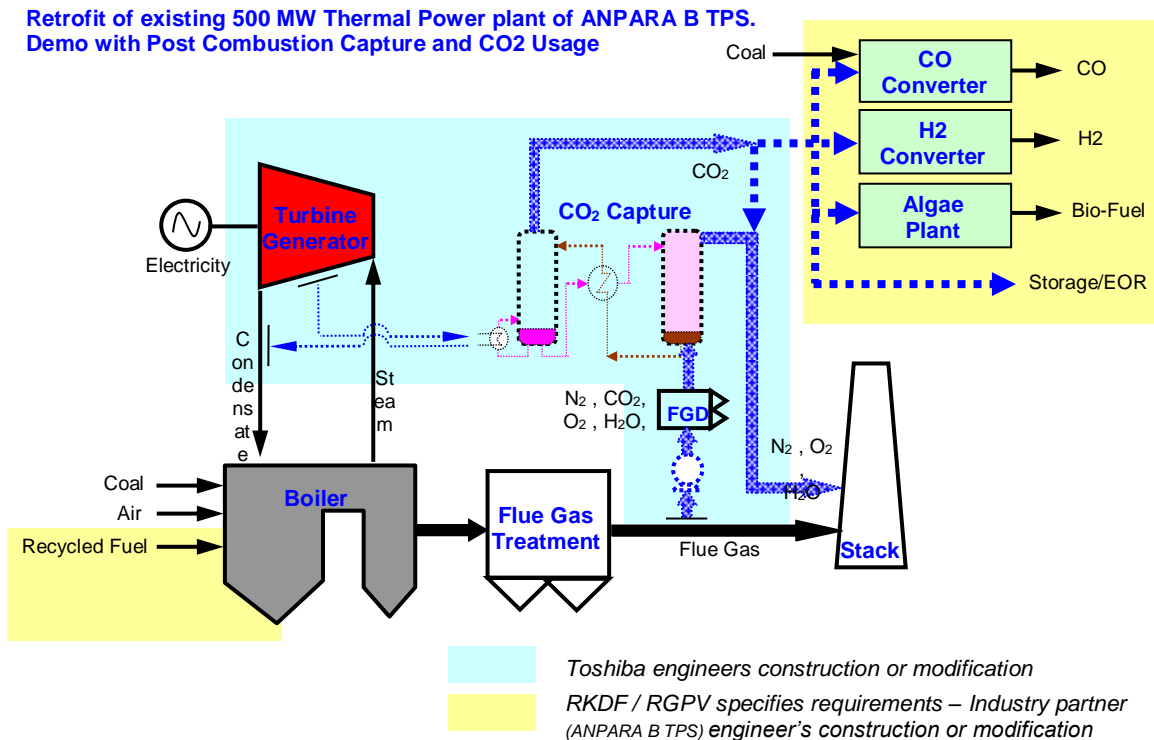 Retrofit of existing 500 MW Thermal Power plant of ANPARA B TPS.
Demo with Post Combustion Capture and CO2 Usage
Coal
CO
Converter
CO
H2
Converter
H2
Algae
Plant
Bio-Fuel
Storage/EOR
CO₂
CO₂ Capture
Turbine
Generator
Electricity
C
on
de
ns
at
e
St
ea
m
N₂ , CO₂,
O₂ , H₂O,
FGD
N₂ , O₂
,
H₂O
Coal
Air
Recycled Fuel
Boiler
Flue Gas
Treatment
Flue Gas
Stack
Toshiba engineers construction or modification
RKDF / RGPV specifies requirements – Industry partner
(ANPARA B TPS) engineer's construction or modification